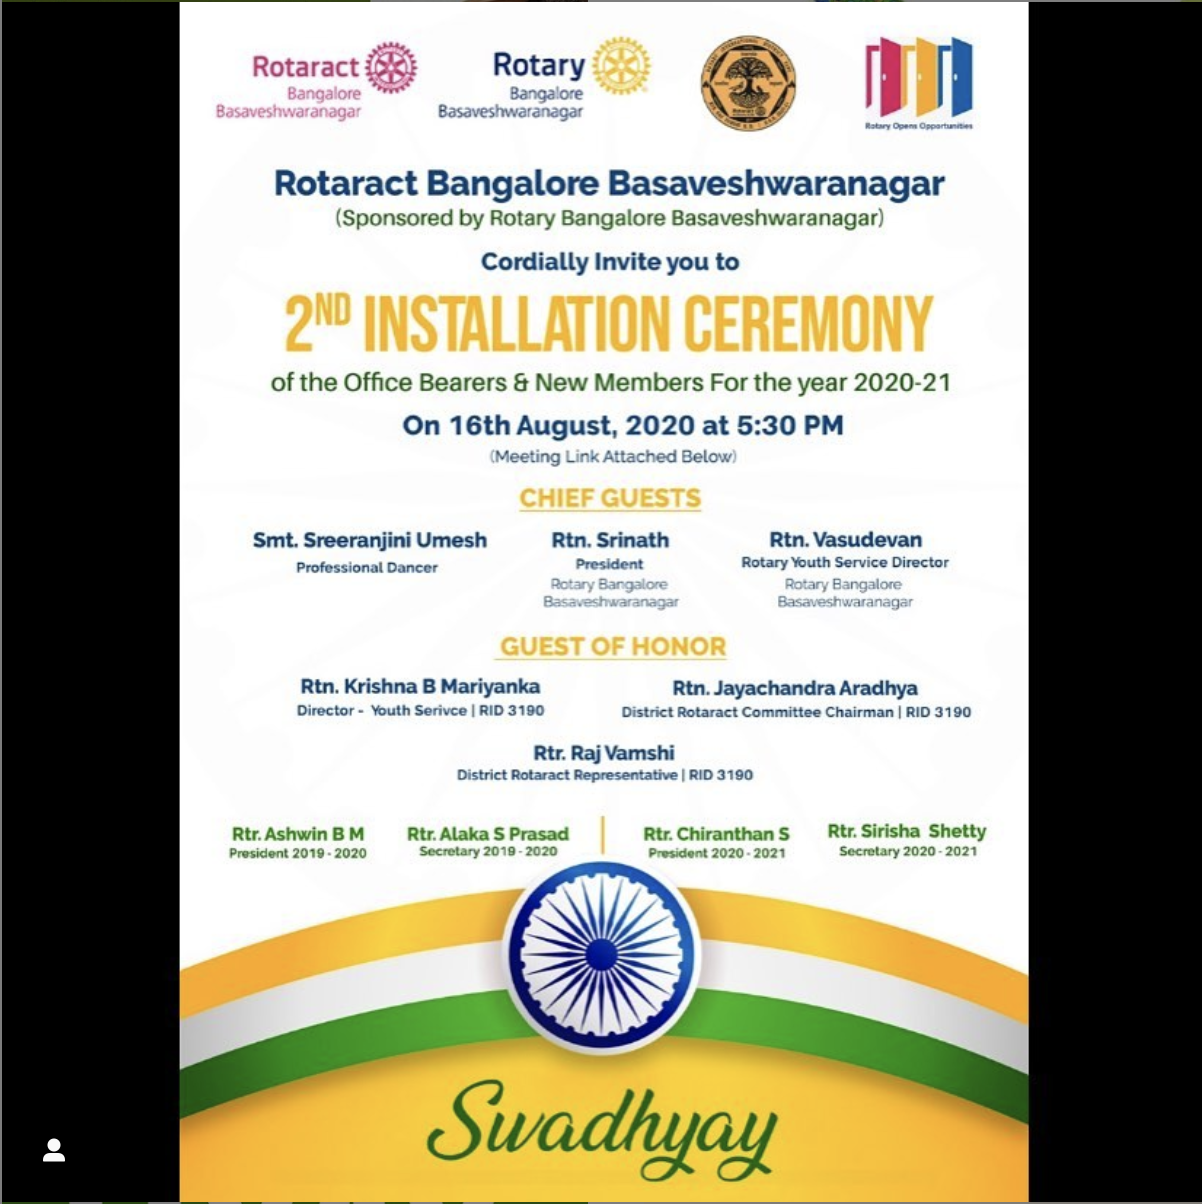 Rotaract
Bangalore
Basaveshwaranagar
Rotary
Bangalore
Basaveshwaranagar
Rotary Opens Opportunities
Rotaract Bangalore Basaveshwaranagar
(Sponsored by Rotary Bangalore Basaveshwaranagar)
Cordially Invite you to
2ND INSTALLATION CEREMONY
of the Office Bearers & New Members For the year 2020-21
On 16th August, 2020 at 5:30 PM
(Meeting Link Attached Below)
CHIEF GUESTS
Smt. Sreeranjini Umesh
Professional Dancer
Rtn. Srinath
President
Rotary Bangalore
Basaveshwaranagar
Rtn. Vasudevan
Rotary Youth Service Director
Rotary Bangalore
Basaveshwaranagar
GUEST OF HONOR
Rtn. Krishna B Mariyanka
Director - Youth Serivce | RID 3190
Rtn. Jayachandra Aradhya
District Rotaract Committee Chairman | RID 3190
Rtr. Raj Vamshi
District Rotaract Representative | RID 3190
Rtr. Ashwin B M
President 2019 - 2020
Rtr. Alaka S Prasad
Secretary 2019 - 2020
Rtr. Chiranthan S
President 2020 - 2021
Rtr. Sirisha Shetty
Secretary 2020 - 2021
Swadhyay